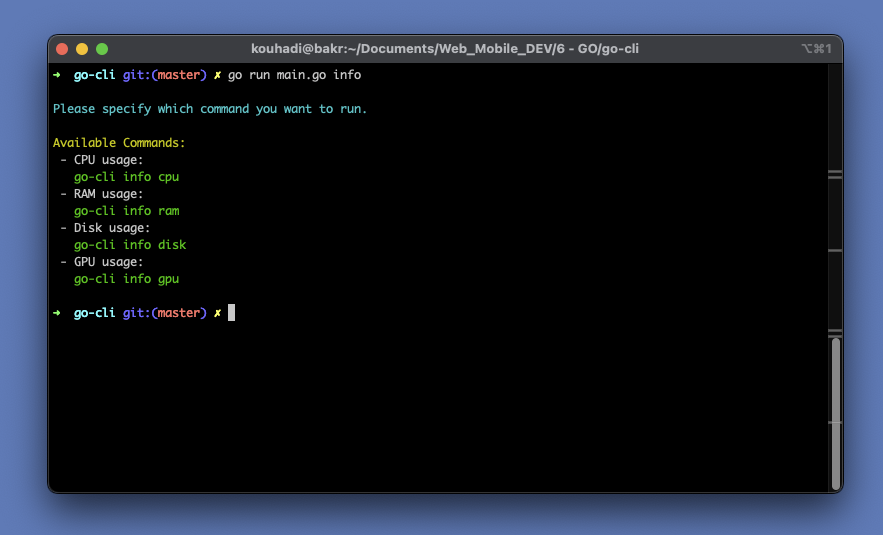 kouhadi@bakr:~/Documents/Web_Mobile_DEV/6 - GO/go-cli ⌥⌘1
➜ go-cli git:(master) ✗ go run main.go info
Please specify which command you want to run.
Available Commands:
- CPU usage:
go-cli info cpu
- RAM usage:
go-cli info ram
- Disk usage:
go-cli info disk
- GPU usage:
go-cli info gpu
➜ go-cli git:(master) ✗